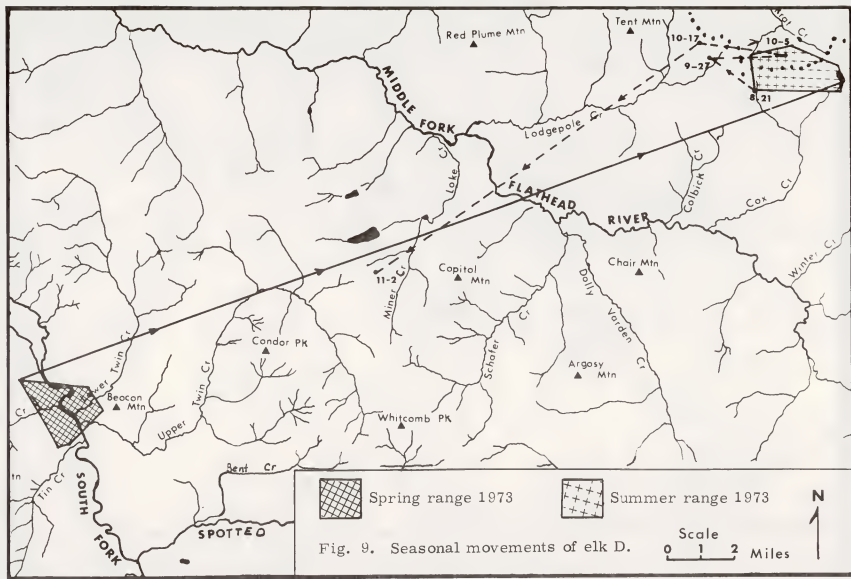 Red Plume Mtn
Tent Mtn
10-17
10-5
9-27
8-21
MIDDLE FORK
Lodgepole Cr
Lake Cr
FLATHEAD RIVER
Colbick Cr
Cox Cr
Winter Cr
11-2
Miner Cr
Capitol Mtn
Chair Mtn
Dolly Varden Cr
Schafer Cr
Argosy Mtn
Condor PK
Lower Twin Cr
Beacon Mtn
Cr
Upper Twin Cr
Whitcomb PK
Tin Cr
tn
Bent Cr
SOUTH FORK
SPOTTED
Spring range 1973
Summer range 1973
N
Fig. 9. Seasonal movements of elk D.
Scale
0 1 2 Miles